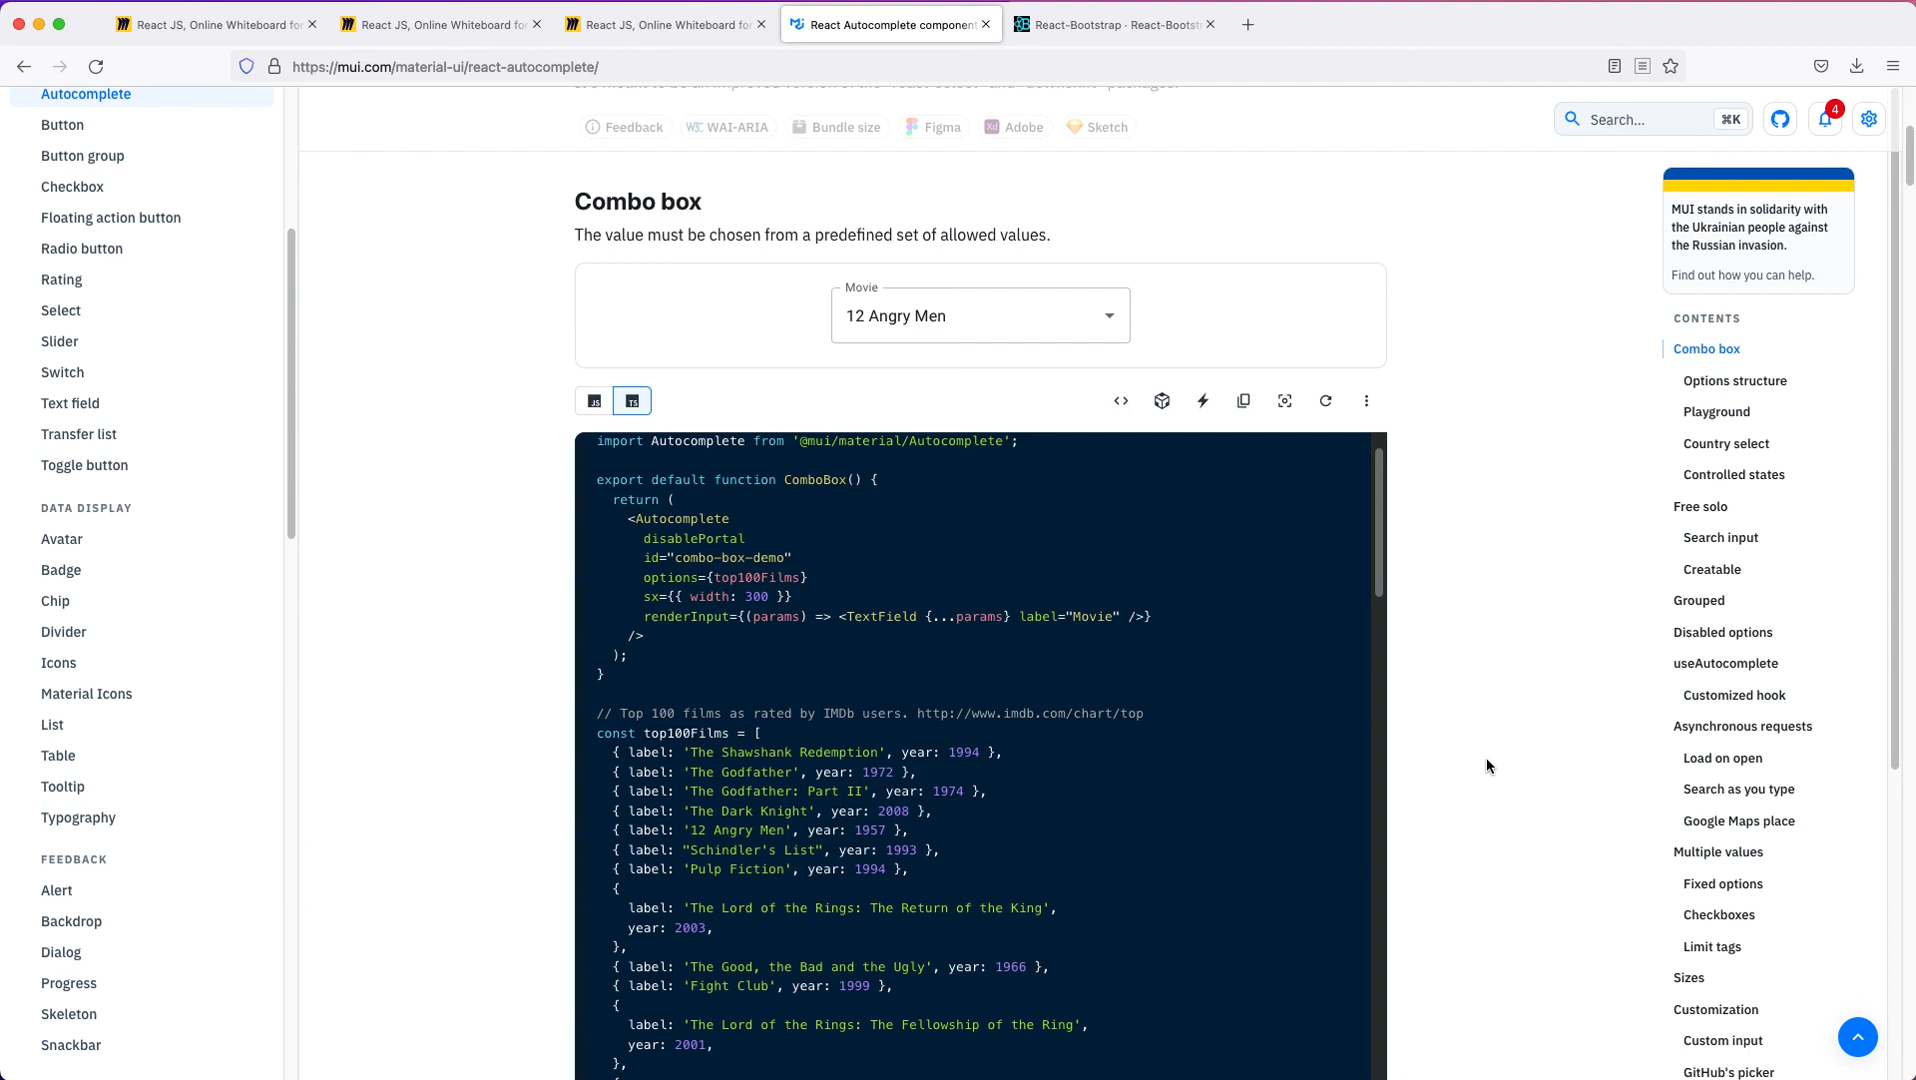 React JS, Online Whiteboard for
React JS, Online Whiteboard for
React JS, Online Whiteboard for
React Autocomplete component
React-Bootstrap · React-Bootst
https://mui.com/material-ui/react-autocomplete/
Autocomplete
Button
Button group
Checkbox
Floating action button
Radio button
Rating
Select
Slider
Switch
Text field
Transfer list
Toggle button
DATA DISPLAY
Avatar
Badge
Chip
Divider
Icons
Material Icons
List
Table
Tooltip
Typography
FEEDBACK
Alert
Backdrop
Dialog
Progress
Skeleton
Snackbar
Feedback
WAI-ARIA
Bundle size
Figma
Adobe
Sketch
Search...
⌘K
4
Combo box
The value must be chosen from a predefined set of allowed values.
Movie
12 Angry Men
JS
TS
import Autocomplete from '@mui/material/Autocomplete';
export default function ComboBox() {
return (
<Autocomplete
disablePortal
id="combo-box-demo"
options={top100Films}
sx={{ width: 300 }}
renderInput={(params) => <TextField {...params} label="Movie" />}
/>
);
}
// Top 100 films as rated by IMDb users. http://www.imdb.com/chart/top
const top100Films = [
{ label: 'The Shawshank Redemption', year: 1994 },
{ label: 'The Godfather', year: 1972 },
{ label: 'The Godfather: Part II', year: 1974 },
{ label: 'The Dark Knight', year: 2008 },
{ label: '12 Angry Men', year: 1957 },
{ label: "Schindler's List", year: 1993 },
{ label: 'Pulp Fiction', year: 1994 },
{
label: 'The Lord of the Rings: The Return of the King',
year: 2003,
},
{ label: 'The Good, the Bad and the Ugly', year: 1966 },
{ label: 'Fight Club', year: 1999 },
{
label: 'The Lord of the Rings: The Fellowship of the Ring',
year: 2001,
},
MUI stands in solidarity with
the Ukrainian people against
the Russian invasion.
Find out how you can help.
CONTENTS
Combo box
Options structure
Playground
Country select
Controlled states
Free solo
Search input
Creatable
Grouped
Disabled options
useAutocomplete
Customized hook
Asynchronous requests
Load on open
Search as you type
Google Maps place
Multiple values
Fixed options
Checkboxes
Limit tags
Sizes
Customization
Custom input
GitHub's picker